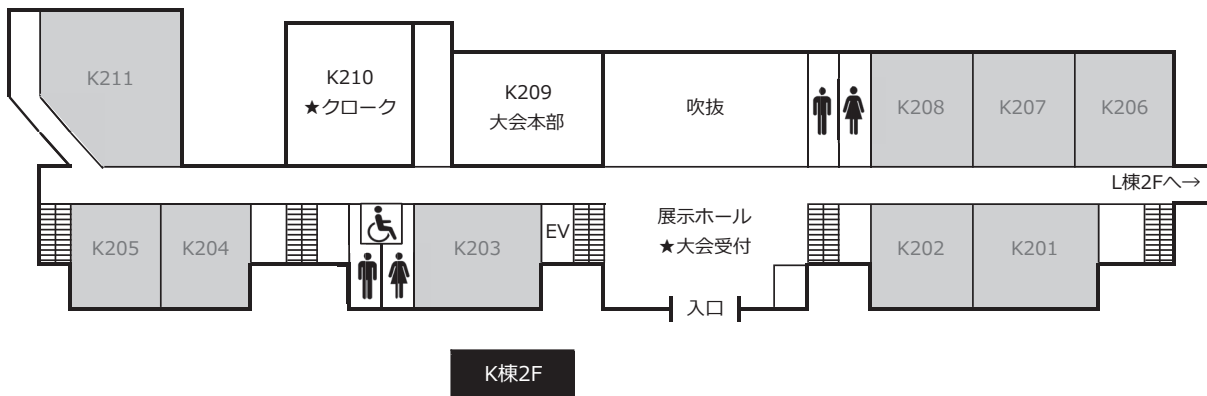 K211
K210
★クローク
K209
大会本部
吹抜
K208
K207
K206
L棟2Fへ→
K205
K204
K203
EV
展示ホール
★大会受付
K202
K201
入口
K棟2F